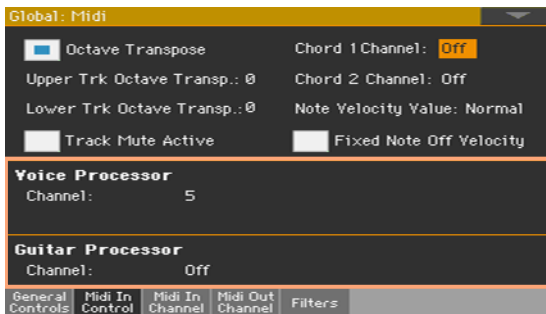 Global: Midi
Octave Transpose
Chord 1 Channel: Off
Upper Trk Octave Transp.: 0
Chord 2 Channel: Off
Lower Trk Octave Transp.: 0
Note Velocity Value: Normal
Track Mute Active
Fixed Note Off Velocity
Voice Processor
Channel: 5
Guitar Processor
Channel: Off
General Controls
Midi In Control
Midi In Channel
Midi Out Channel
Filters